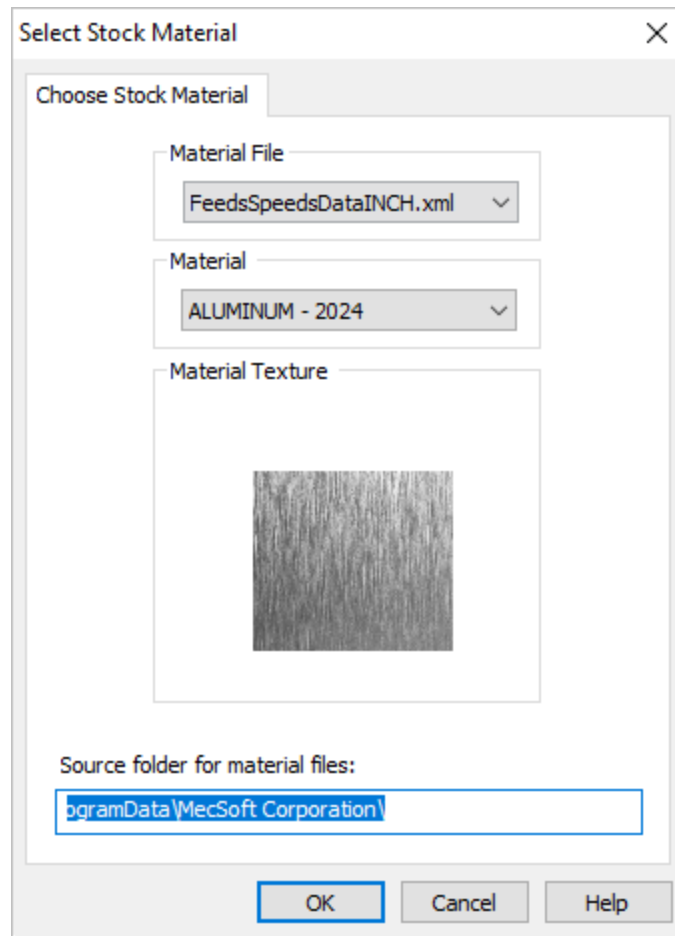 Select Stock Material
Choose Stock Material
Material File
FeedsSpeedsDataINCH.xml
Material
ALUMINUM - 2024
Material Texture
Source folder for material files:
ogramData\MecSoft Corporation\
OK Cancel Help